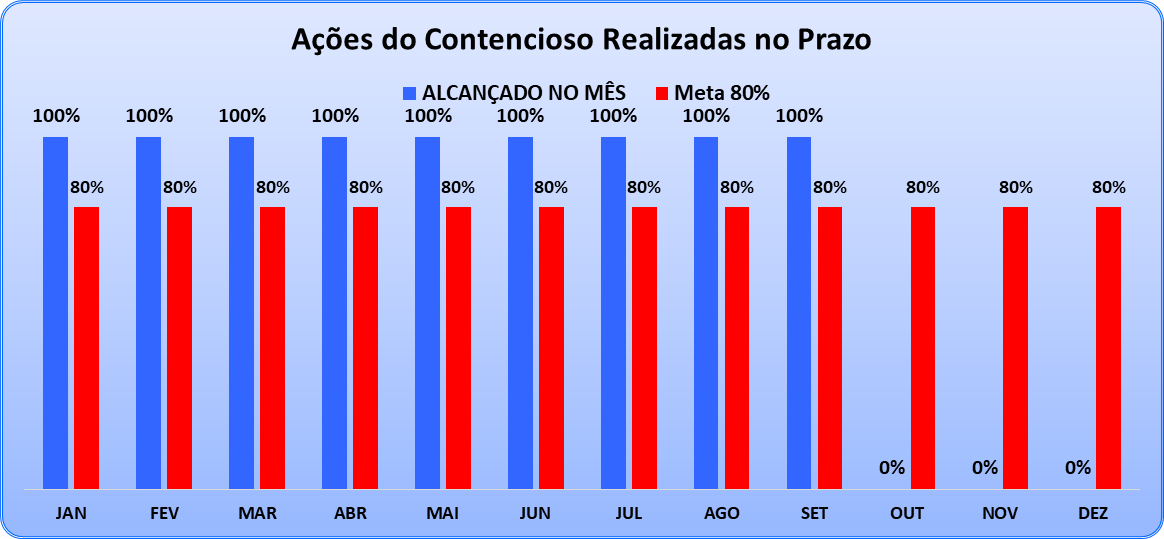 Ações do Contencioso Realizadas no Prazo
ALCANÇADO NO MÊS Meta 80%
100% 100% 100% 100% 100% 100% 100% 100% 100%
80% 80% 80% 80% 80% 80% 80% 80% 80% 80% 80% 80%
0% 0% 0%
JAN FEV MAR ABR MAI JUN JUL AGO SET OUT NOV DEZ